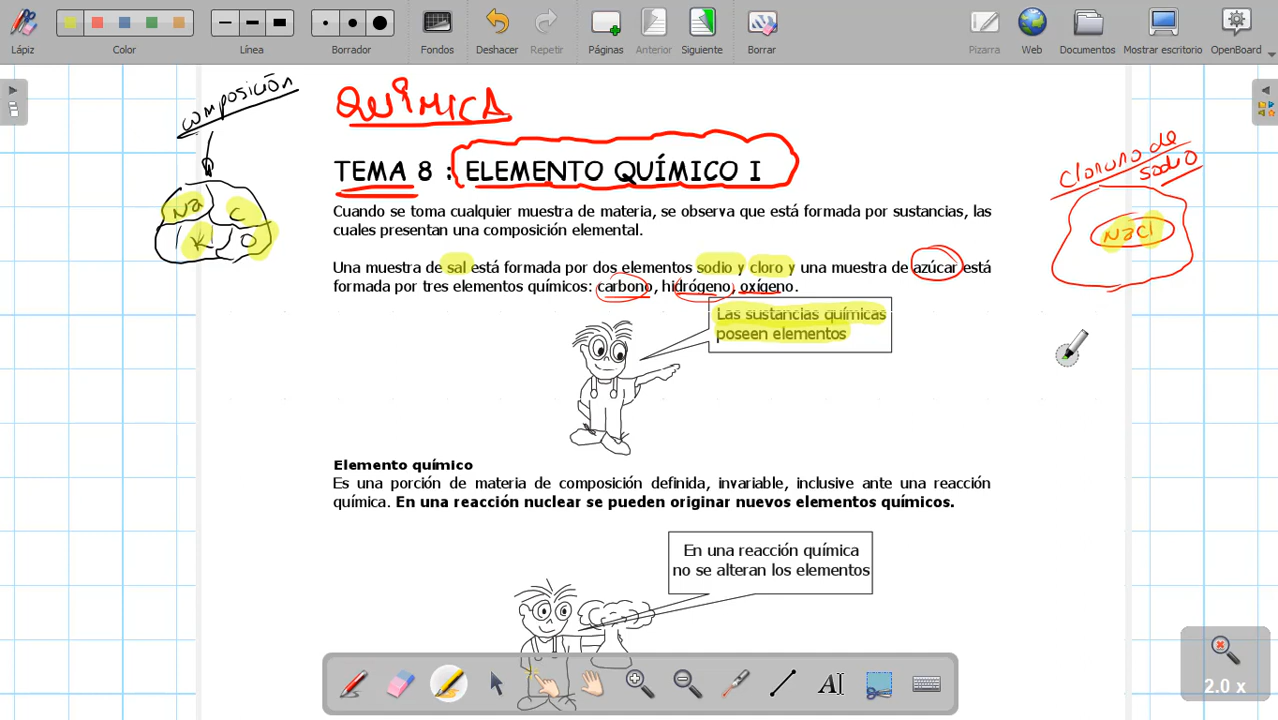 Lápiz
Color
Línea
Borrador
Fondos
Deshacer
Repetir
Páginas
Anterior
Siguiente
Borrar
Pizarra
Web
Documentos
Mostrar escritorio
OpenBoard
composición
Na
C
K
O
QUÍMICA
TEMA 8 : ELEMENTO QUÍMICO I
Cuando se toma cualquier muestra de materia, se observa que está formada por sustancias, las
cuales presentan una composición elemental.
Una muestra de sal está formada por dos elementos sodio y cloro y una muestra de azúcar está
formada por tres elementos químicos: carbono, hidrógeno, oxígeno.
Las sustancias químicas
poseen elementos
Cloruro de
sodio
NaCl
Elemento químico
Es una porción de materia de composición definida, invariable, inclusive ante una reacción
química. En una reacción nuclear se pueden originar nuevos elementos químicos.
En una reacción química
no se alteran los elementos
2.0 x